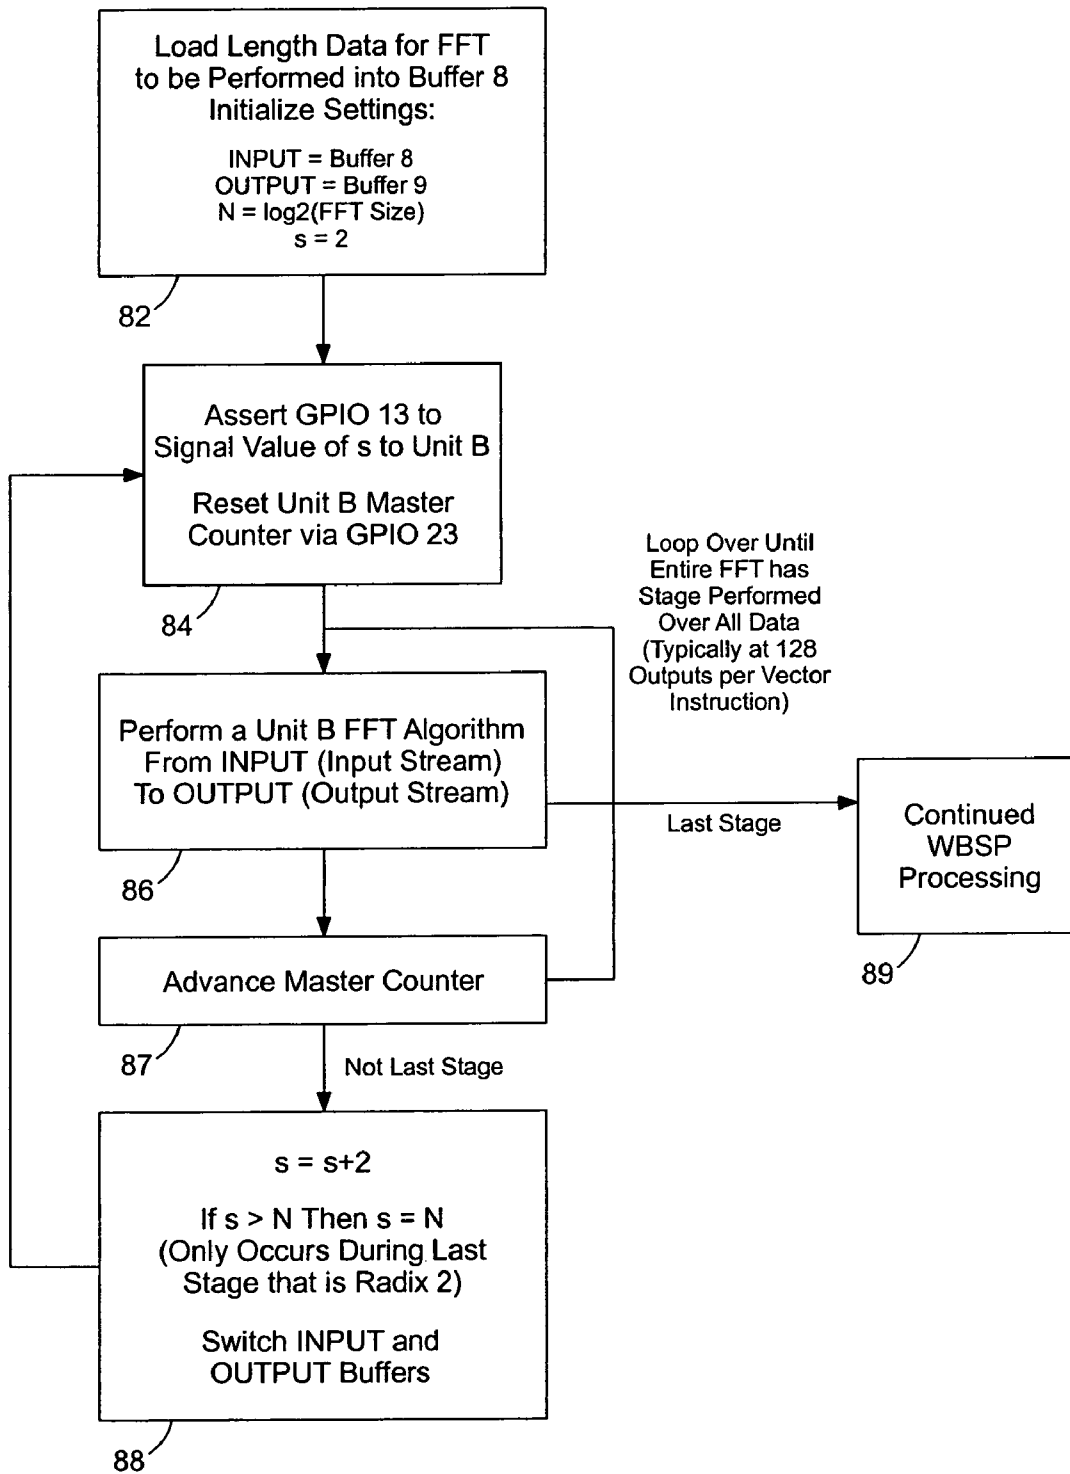 Load Length Data for FFT
to be Performed into Buffer 8
Initialize Settings:
INPUT = Buffer 8
OUTPUT = Buffer 9
N = log2(FFT Size)
s = 2
82
Assert GPIO 13 to
Signal Value of s to Unit B
Reset Unit B Master
Counter via GPIO 23
84
Loop Over Until
Entire FFT has
Stage Performed
Over All Data
(Typically at 128
Outputs per Vector
Instruction)
Perform a Unit B FFT Algorithm
From INPUT (Input Stream)
To OUTPUT (Output Stream)
86
Last Stage
Continued
WBSP
Processing
89
Advance Master Counter
87
Not Last Stage
s = s+2
If s > N Then s = N
(Only Occurs During Last
Stage that is Radix 2)
Switch INPUT and
OUTPUT Buffers
88